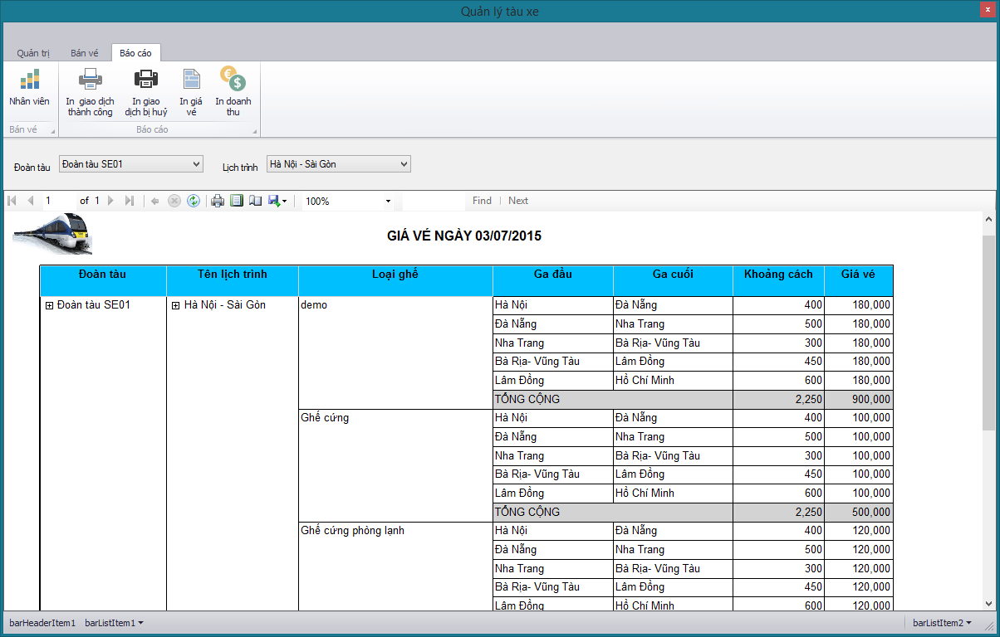 Quản lý tàu xe
x
Quản trị Bán vé Báo cáo
Nhân viên
In giao dịch thành công
In giao dịch bị huỷ
In giá vé
In doanh thu
Bán vé Báo cáo
Đoàn tàu Đoàn tàu SE01 Lịch trình Hà Nội - Sài Gòn
1 of 1 100% Find | Next
GIÁ VÉ NGÀY 03/07/2015
Đoàn tàu Tên lịch trình Loại ghế Ga đầu Ga cuối Khoảng cách Giá vé
Đoàn tàu SE01 Hà Nội - Sài Gòn demo Hà Nội Đà Nẵng 400 180,000
Đà Nẵng Nha Trang 500 180,000
Nha Trang Bà Rịa- Vũng Tàu 300 180,000
Bà Rịa- Vũng Tàu Lâm Đồng 450 180,000
Lâm Đồng Hồ Chí Minh 600 180,000
TỔNG CỘNG 2,250 900,000
Ghế cứng Hà Nội Đà Nẵng 400 100,000
Đà Nẵng Nha Trang 500 100,000
Nha Trang Bà Rịa- Vũng Tàu 300 100,000
Bà Rịa- Vũng Tàu Lâm Đồng 450 100,000
Lâm Đồng Hồ Chí Minh 600 100,000
TỔNG CỘNG 2,250 500,000
Ghế cứng phòng lạnh Hà Nội Đà Nẵng 400 120,000
Đà Nẵng Nha Trang 500 120,000
Nha Trang Bà Rịa- Vũng Tàu 300 120,000
Bà Rịa- Vũng Tàu Lâm Đồng 450 120,000
Lâm Đồng Hồ Chí Minh 600 120,000
barHeaderItem1 barListItem1 barListItem2